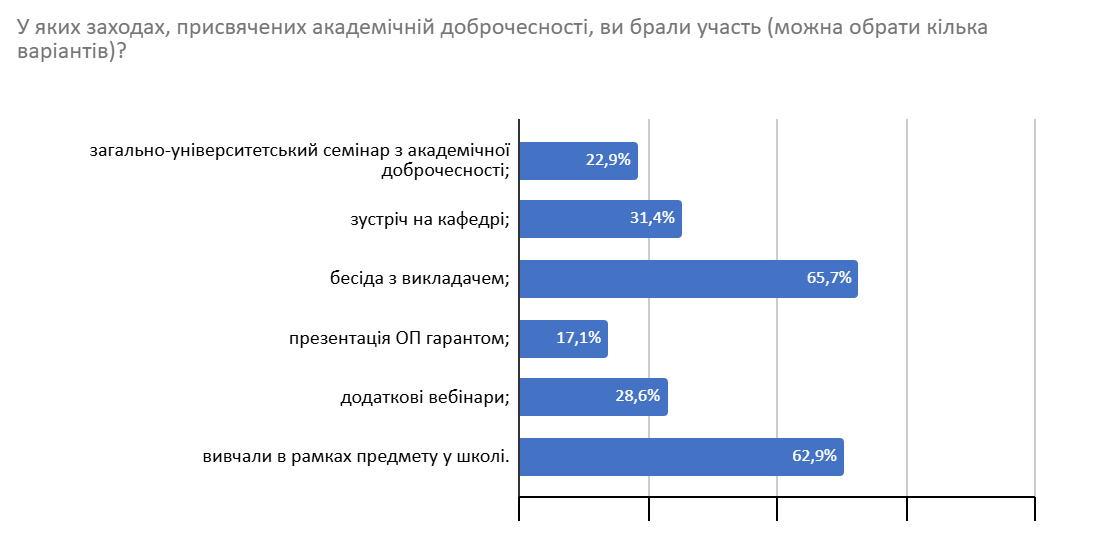 У яких заходах, присвячених академічній доброчесності, ви брали участь (можна обрати кілька
варіантів)?
загально-університетський семінар з академічної
доброчесності;
22,9%
зустріч на кафедрі;
31,4%
бесіда з викладачем;
65,7%
презентація ОП гарантом;
17,1%
додаткові вебінари;
28,6%
вивчали в рамках предмету у школі.
62,9%